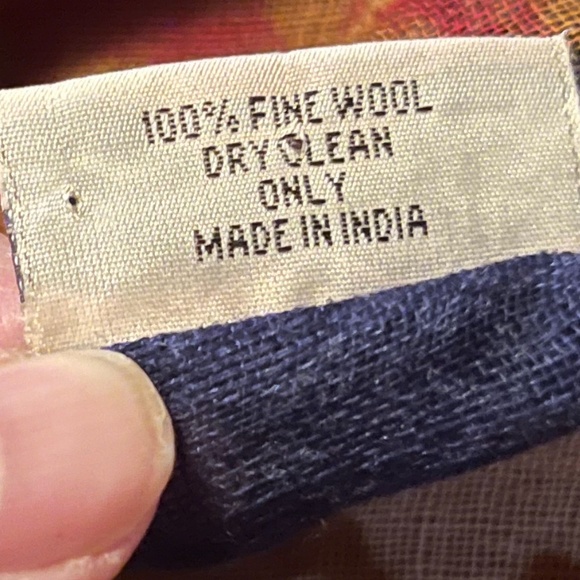 100% FINE WOOL
DRY CLEAN
ONLY
MADE IN INDIA